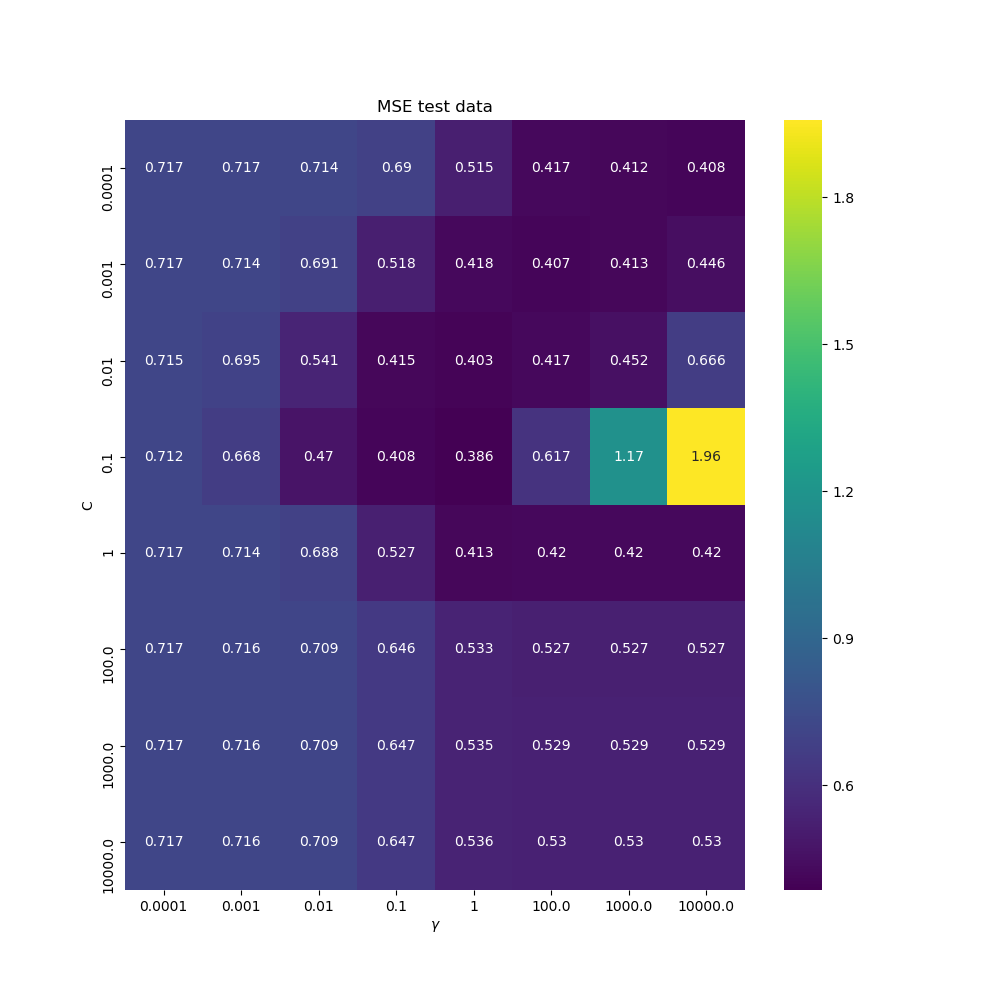 MSE test data
0.0001 0.717 0.717 0.714 0.69 0.515 0.417 0.412 0.408
0.001 0.717 0.714 0.691 0.518 0.418 0.407 0.413 0.446
0.01 0.715 0.695 0.541 0.415 0.403 0.417 0.452 0.666
0.1 0.712 0.668 0.47 0.408 0.386 0.617 1.17 1.96
C
1 0.717 0.714 0.688 0.527 0.413 0.42 0.42 0.42
100.0 0.717 0.716 0.709 0.646 0.533 0.527 0.527 0.527
1000.0 0.717 0.716 0.709 0.647 0.535 0.529 0.529 0.529
10000.0 0.717 0.716 0.709 0.647 0.536 0.53 0.53 0.53
0.0001 0.001 0.01 0.1 1 100.0 1000.0 10000.0
γ
1.8
1.5
1.2
0.9
0.6